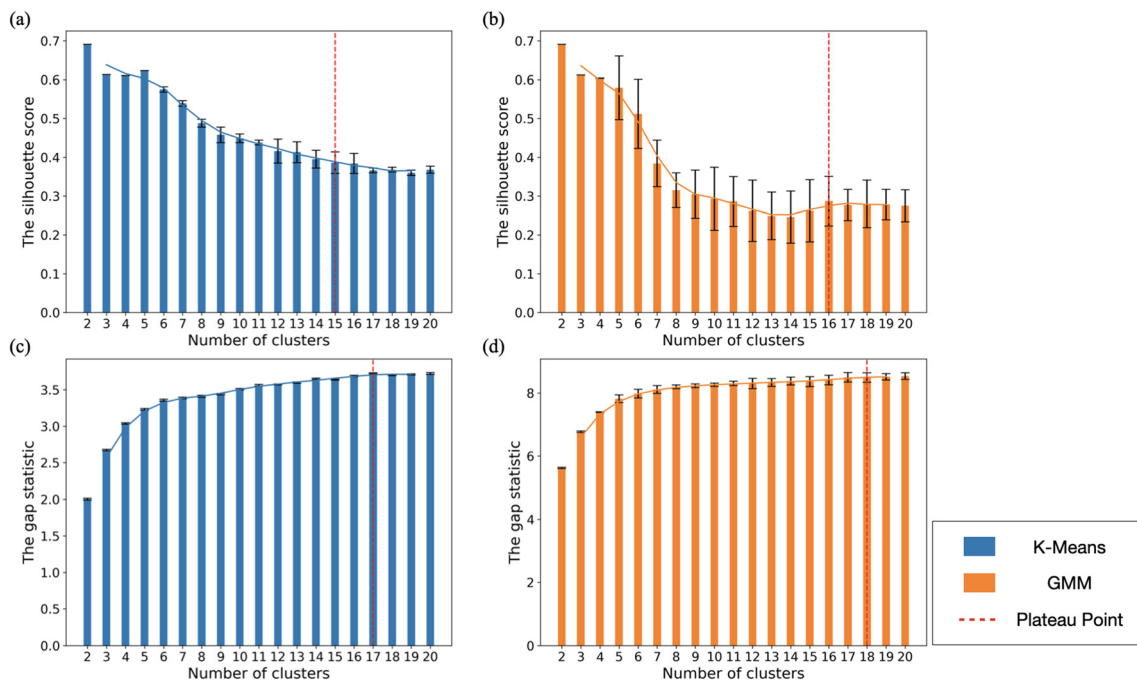 (a)
0.7
0.6
0.5
0.4
0.3
0.2
0.1
0.0
The silhouette score
2 3 4 5 6 7 8 9 10 11 12 13 14 15 16 17 18 19 20
Number of clusters
(b)
0.7
0.6
0.5
0.4
0.3
0.2
0.1
0.0
The silhouette score
2 3 4 5 6 7 8 9 10 11 12 13 14 15 16 17 18 19 20
Number of clusters
(c)
3.5
3.0
2.5
2.0
1.5
1.0
0.5
0.0
The gap statistic
2 3 4 5 6 7 8 9 10 11 12 13 14 15 16 17 18 19 20
Number of clusters
(d)
8
6
4
2
0
The gap statistic
2 3 4 5 6 7 8 9 10 11 12 13 14 15 16 17 18 19 20
Number of clusters
K-Means
GMM
Plateau Point